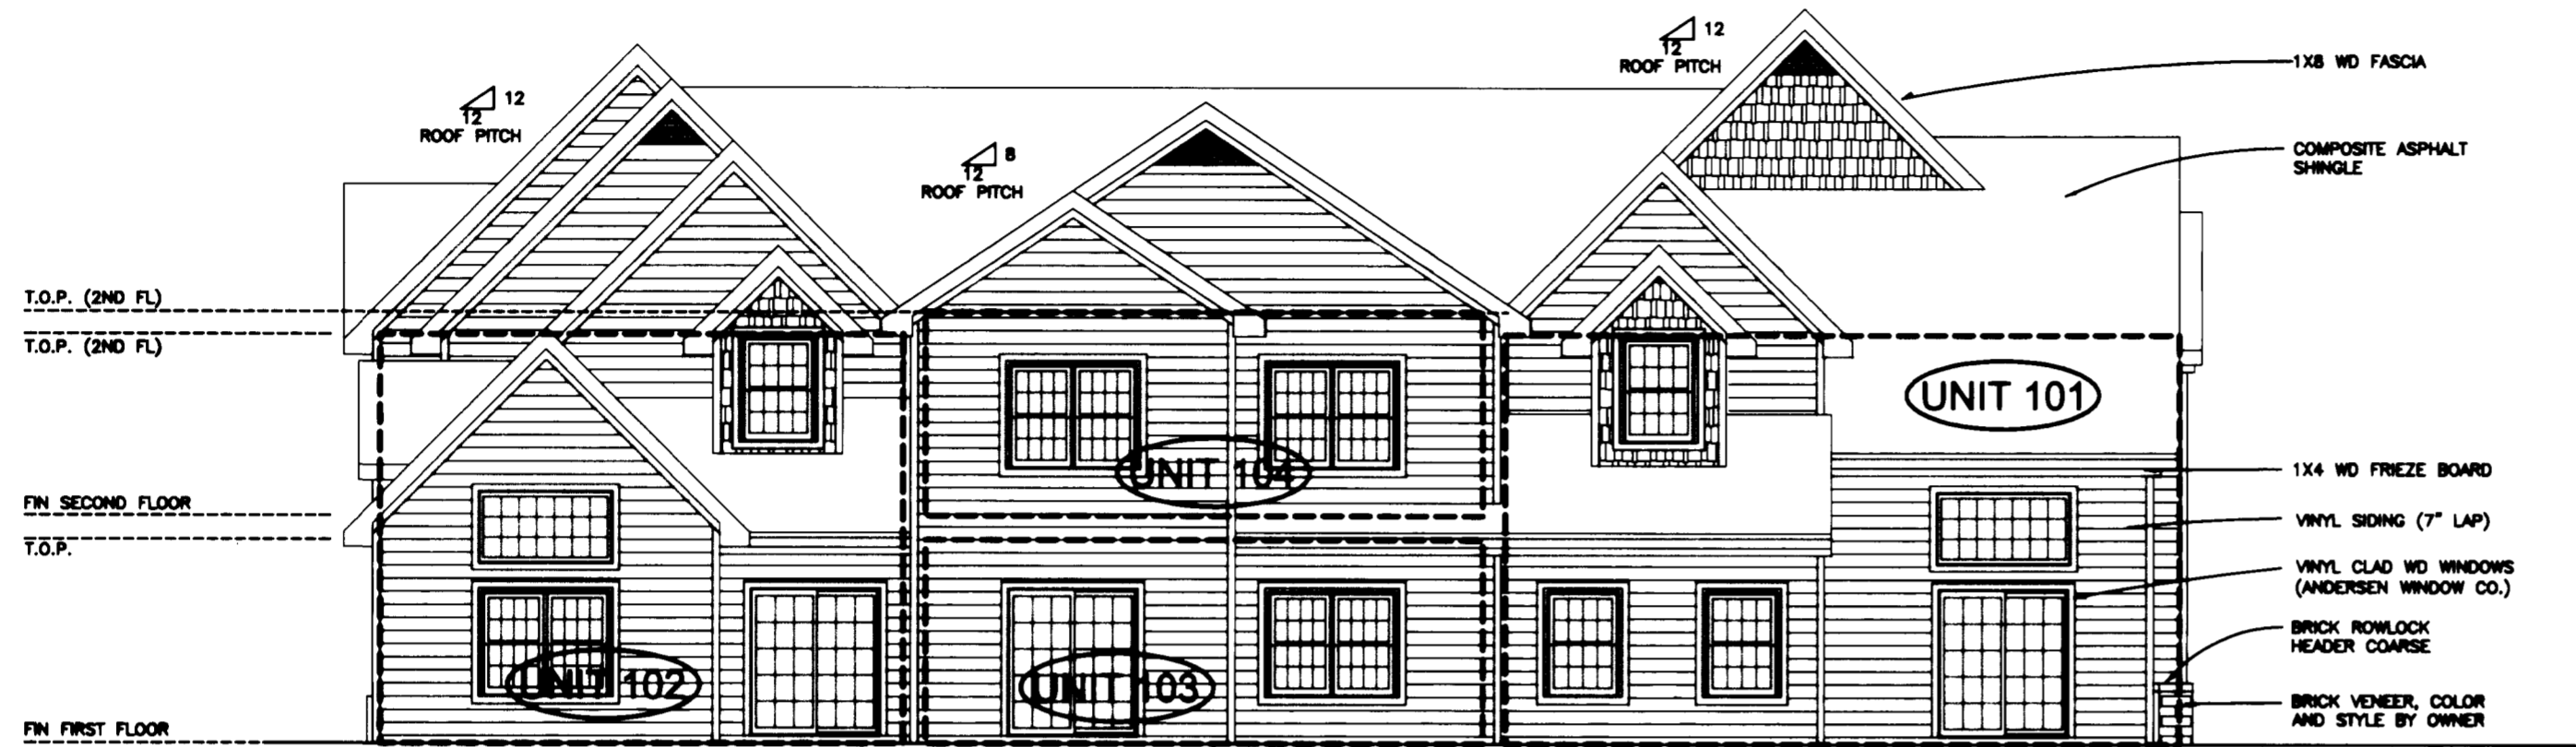 12
12
ROOF PITCH
12
12
ROOF PITCH
8
12
ROOF PITCH
1X8 WD FASCIA
COMPOSITE ASPHALT
SHINGLE
T.O.P. (2ND FL)
T.O.P. (2ND FL)
UNIT 101
UNIT 104
1X4 WD FRIEZE BOARD
FIN SECOND FLOOR
VINYL SIDING (7" LAP)
T.O.P.
VINYL CLAD WD WINDOWS
(ANDERSEN WINDOW CO.)
BRICK ROWLOCK
HEADER COARSE
UNIT 102
UNIT 103
BRICK VENEER, COLOR
AND STYLE BY OWNER
FIN FIRST FLOOR